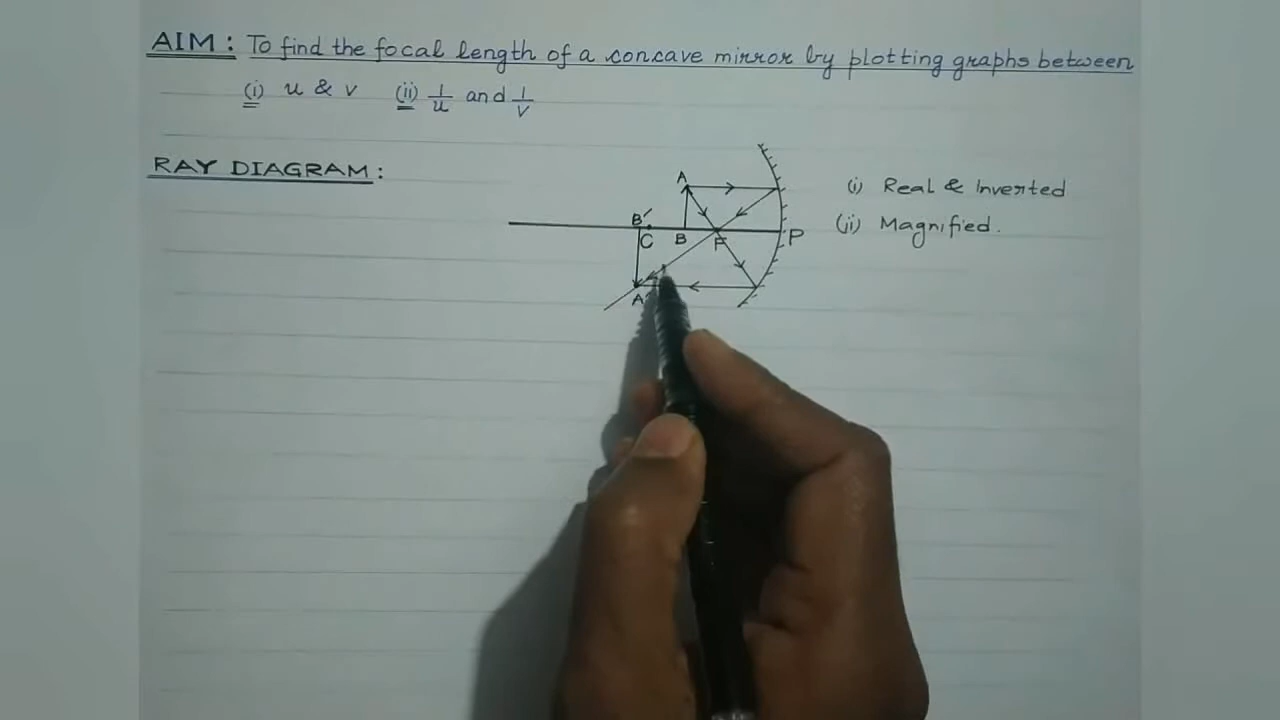 AIM: To find the focal length of a concave mirror by plotting graphs between
(i) u & v (ii) 1/u and 1/v
RAY DIAGRAM:
A
(i) Real & Inverted
B′
C B F P
(ii) Magnified.
A′